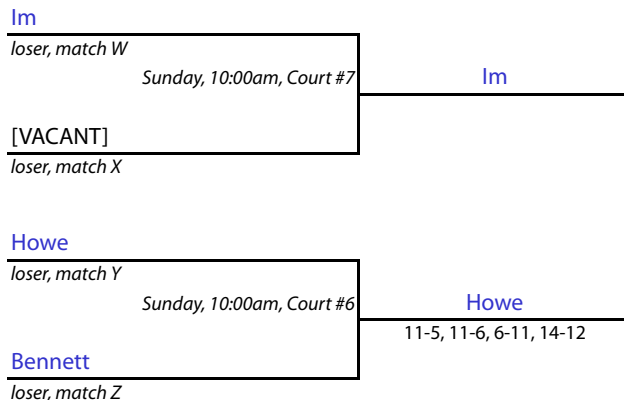 Im
loser, match W
Sunday, 10:00am, Court #7
Im
[VACANT]
loser, match X
Howe
loser, match Y
Sunday, 10:00am, Court #6
Howe
11-5, 11-6, 6-11, 14-12
Bennett
loser, match Z